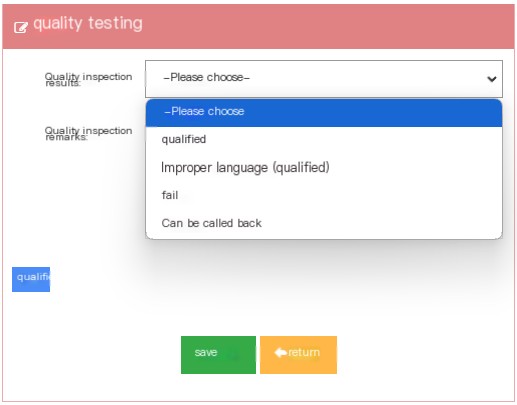 quality testing
Quality inspection
results:
-Please choose-
-Please choose
qualified
Quality inspection
remarks:
Improper language (qualified)
fail
Can be called back
qualifi
save
return